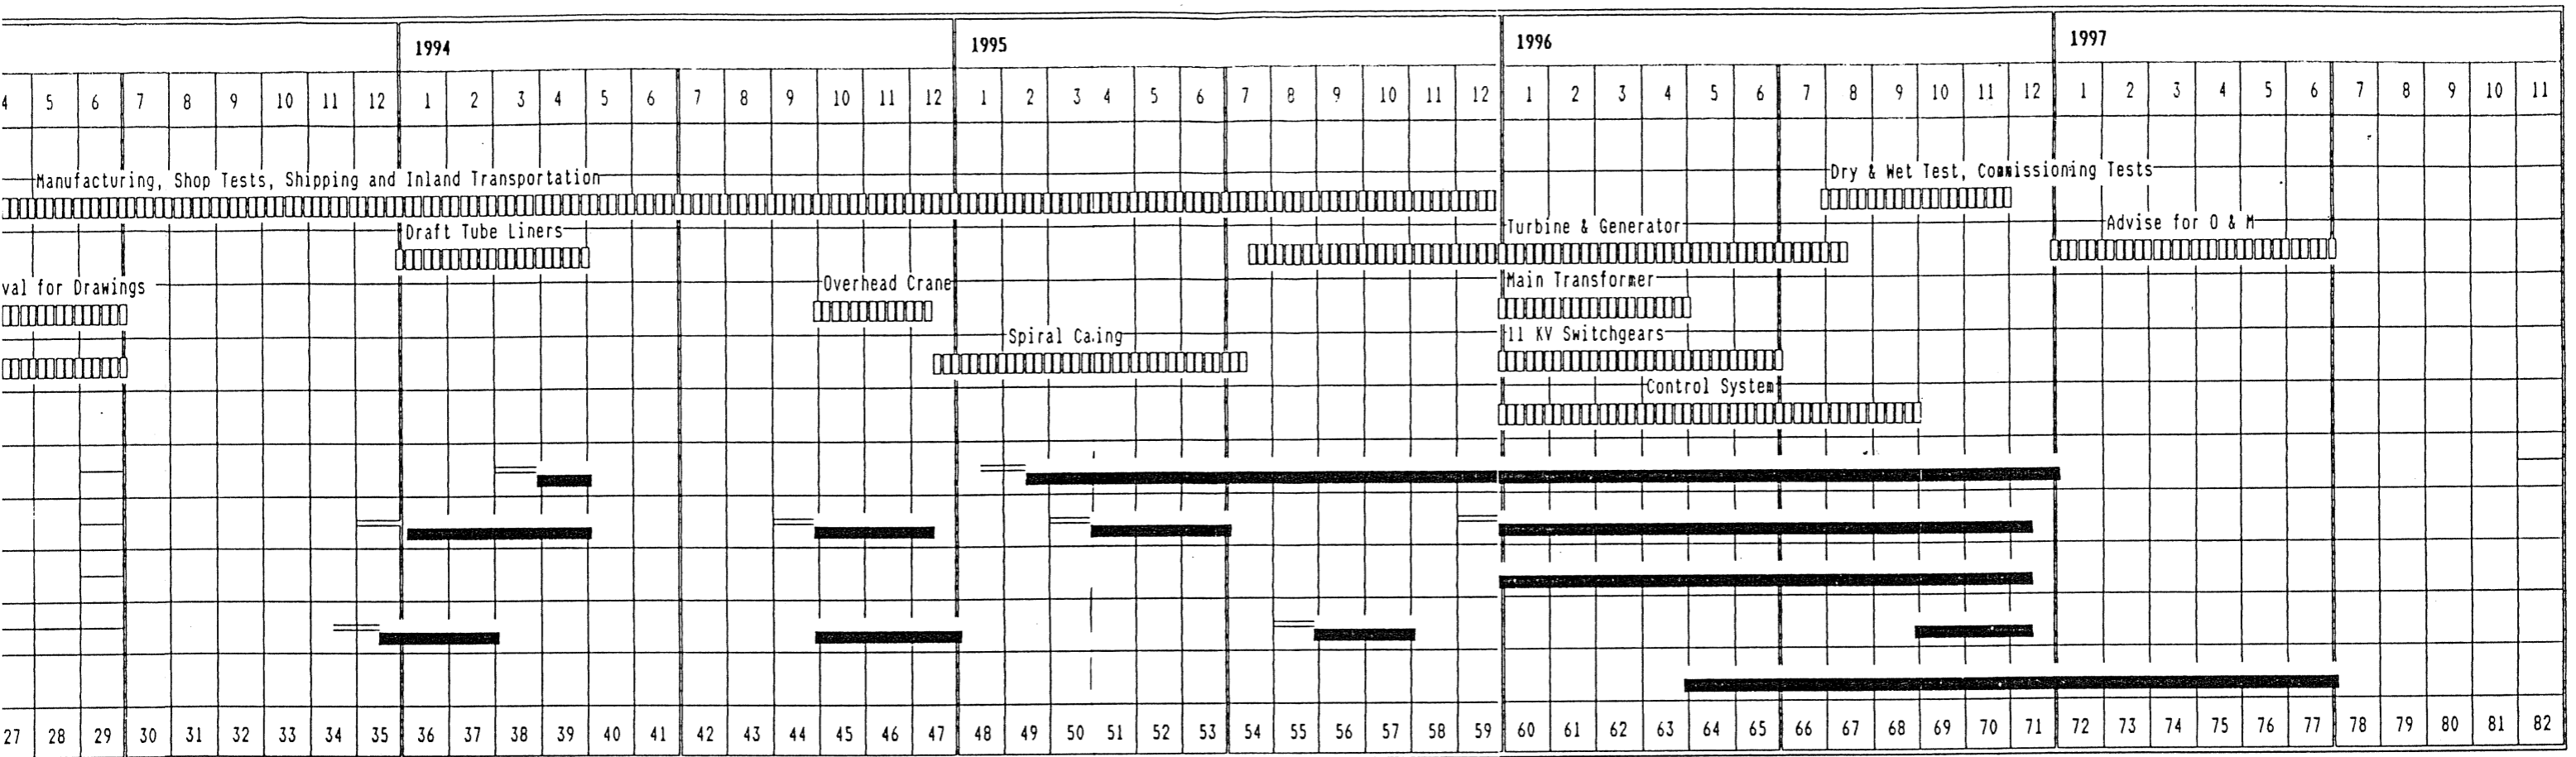 1994 1995 1996 1997
4 5 6 7 8 9 10 11 12 1 2 3 4 5 6 7 8 9 10 11 12 1 2 3 4 5 6 7 8 9 10 11 12 1 2 3 4 5 6 7 8 9 10 11 12 1 2 3 4 5 6 7 8 9 10 11
Manufacturing, Shop Tests, Shipping and Inland Transportation Dry & Wet Test, Commissioning Tests
Draft Tube Liners Turbine & Generator Advise for O & M
val for Drawings Overhead Crane Main Transformer
Spiral Ca.ing 11 KV Switchgears
Control System
27 28 29 30 31 32 33 34 35 36 37 38 39 40 41 42 43 44 45 46 47 48 49 50 51 52 53 54 55 56 57 58 59 60 61 62 63 64 65 66 67 68 69 70 71 72 73 74 75 76 77 78 79 80 81 82